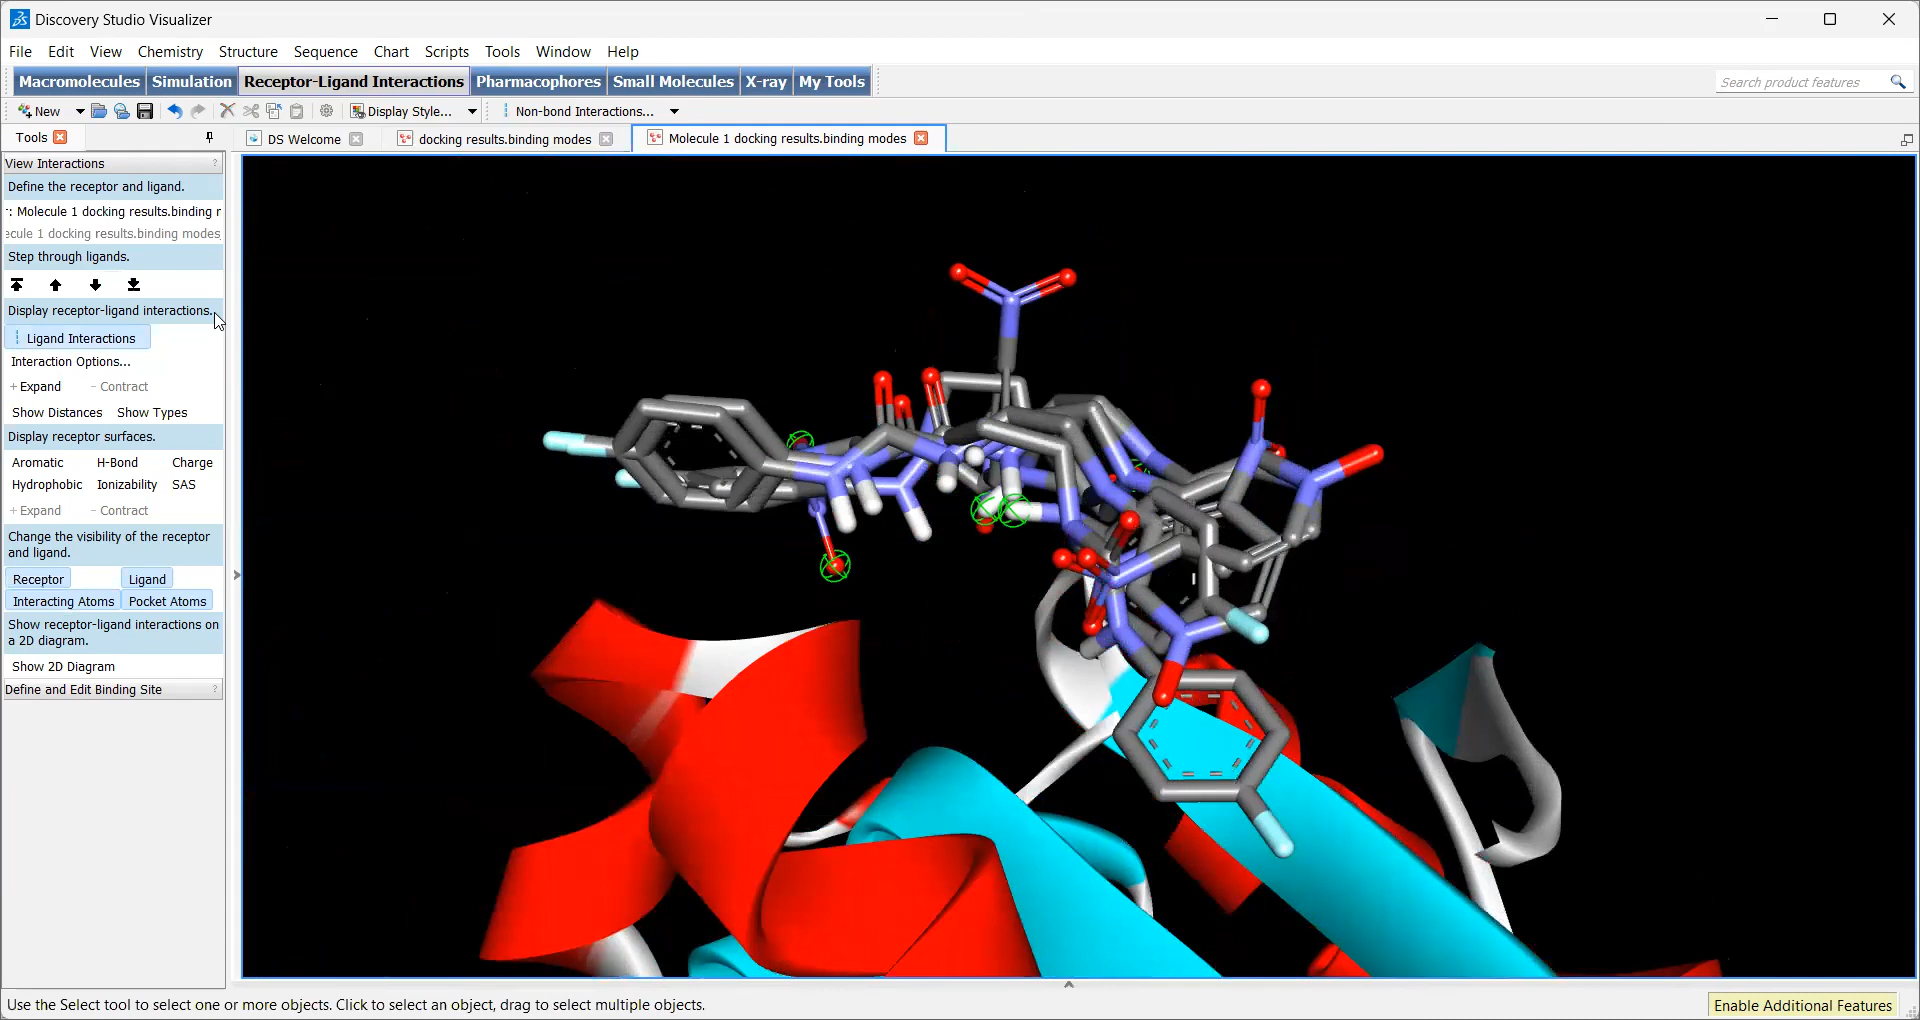 Discovery Studio Visualizer
File Edit View Chemistry Structure Sequence Chart Scripts Tools Window Help
Macromolecules Simulation Receptor-Ligand Interactions Pharmacophores Small Molecules X-ray My Tools
Search product features
New Display Style... Non-bond Interactions...
Tools
DS Welcome docking results.binding modes Molecule 1 docking results.binding modes
View Interactions ?
Define the receptor and ligand.
: Molecule 1 docking results.binding
1 docking results.binding modes
Step through ligands.
Display receptor-ligand interactions.
Ligand Interactions
Interaction Options...
+ Expand - Contract
Show Distances Show Types
Display receptor surfaces.
Aromatic H-Bond Charge
Hydrophobic Ionizability SAS
+ Expand - Contract
Change the visibility of the receptor
and ligand.
Receptor Ligand
Interacting Atoms Pocket Atoms
Show receptor-ligand interactions on
a 2D diagram.
Show 2D Diagram
Define and Edit Binding Site ?
Use the Select tool to select one or more objects. Click to select an object, drag to select multiple objects.
Enable Additional Features